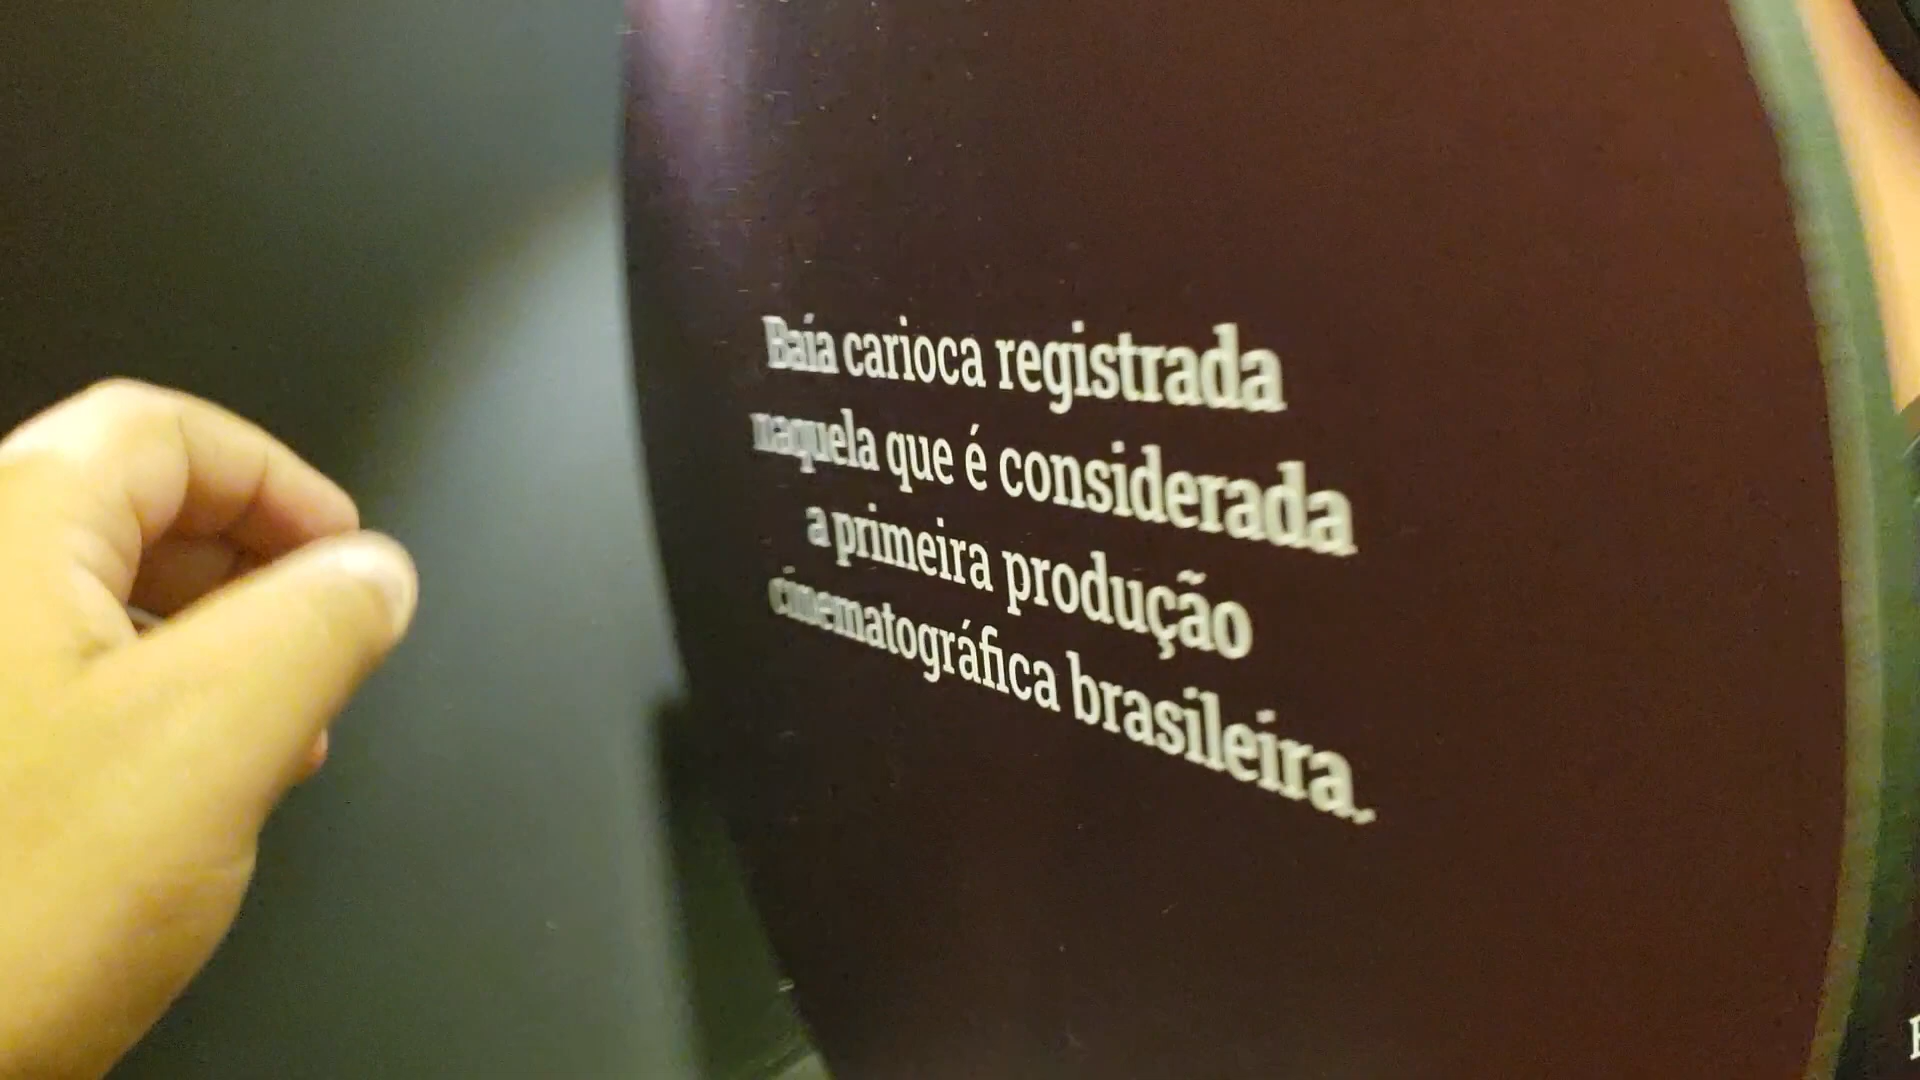 Baía carioca registrada
naquela que é considerada
a primeira produção
cinematográfica brasileira.